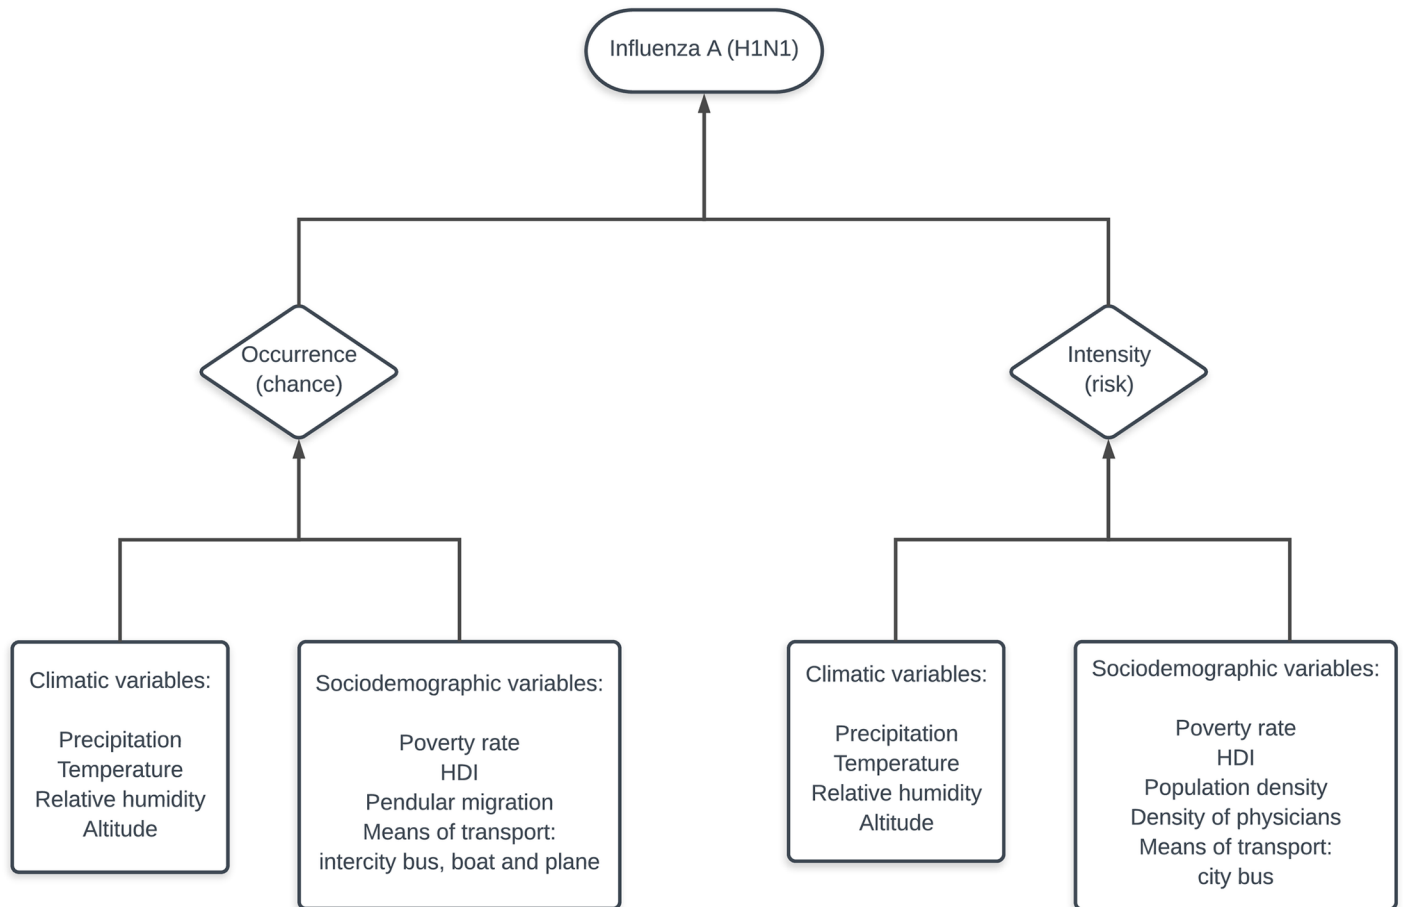 Influenza A (H1N1)
Occurrence
(chance)
Intensity
(risk)
Climatic variables:
Precipitation
Temperature
Relative humidity
Altitude
Sociodemographic variables:
Poverty rate
HDI
Pendular migration
Means of transport:
intercity bus, boat and plane
Climatic variables:
Precipitation
Temperature
Relative humidity
Altitude
Sociodemographic variables:
Poverty rate
HDI
Population density
Density of physicians
Means of transport:
city bus